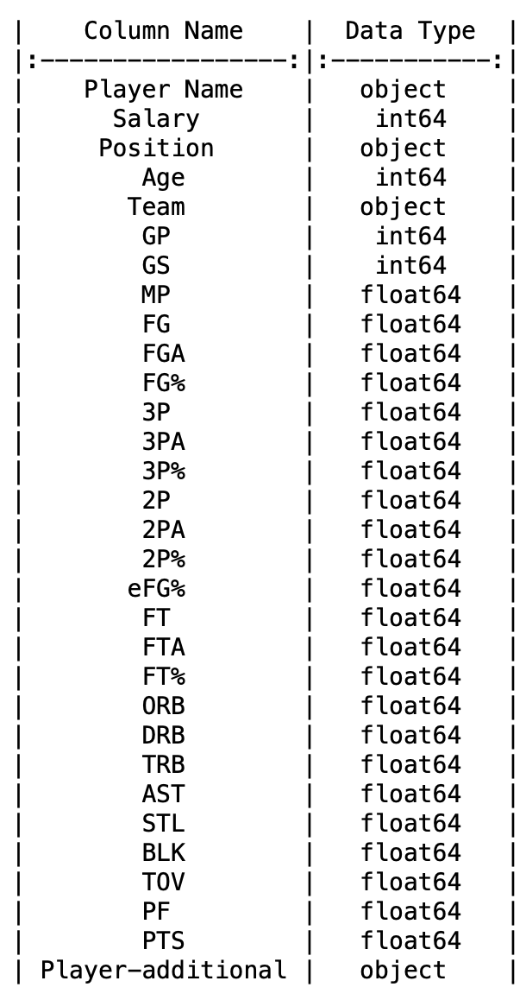 |    Column Name    |  Data Type  |
|:-----------------:|:-----------:|
|    Player Name    |   object    |
|      Salary       |    int64    |
|     Position      |   object    |
|        Age        |    int64    |
|       Team        |   object    |
|        GP         |    int64    |
|        GS         |    int64    |
|        MP         |   float64   |
|        FG         |   float64   |
|        FGA        |   float64   |
|        FG%        |   float64   |
|        3P         |   float64   |
|        3PA        |   float64   |
|        3P%        |   float64   |
|        2P         |   float64   |
|        2PA        |   float64   |
|        2P%        |   float64   |
|       eFG%        |   float64   |
|        FT         |   float64   |
|        FTA        |   float64   |
|        FT%        |   float64   |
|        ORB        |   float64   |
|        DRB        |   float64   |
|        TRB        |   float64   |
|        AST        |   float64   |
|        STL        |   float64   |
|        BLK        |   float64   |
|        TOV        |   float64   |
|        PF         |   float64   |
|        PTS        |   float64   |
| Player-additional |   object    |